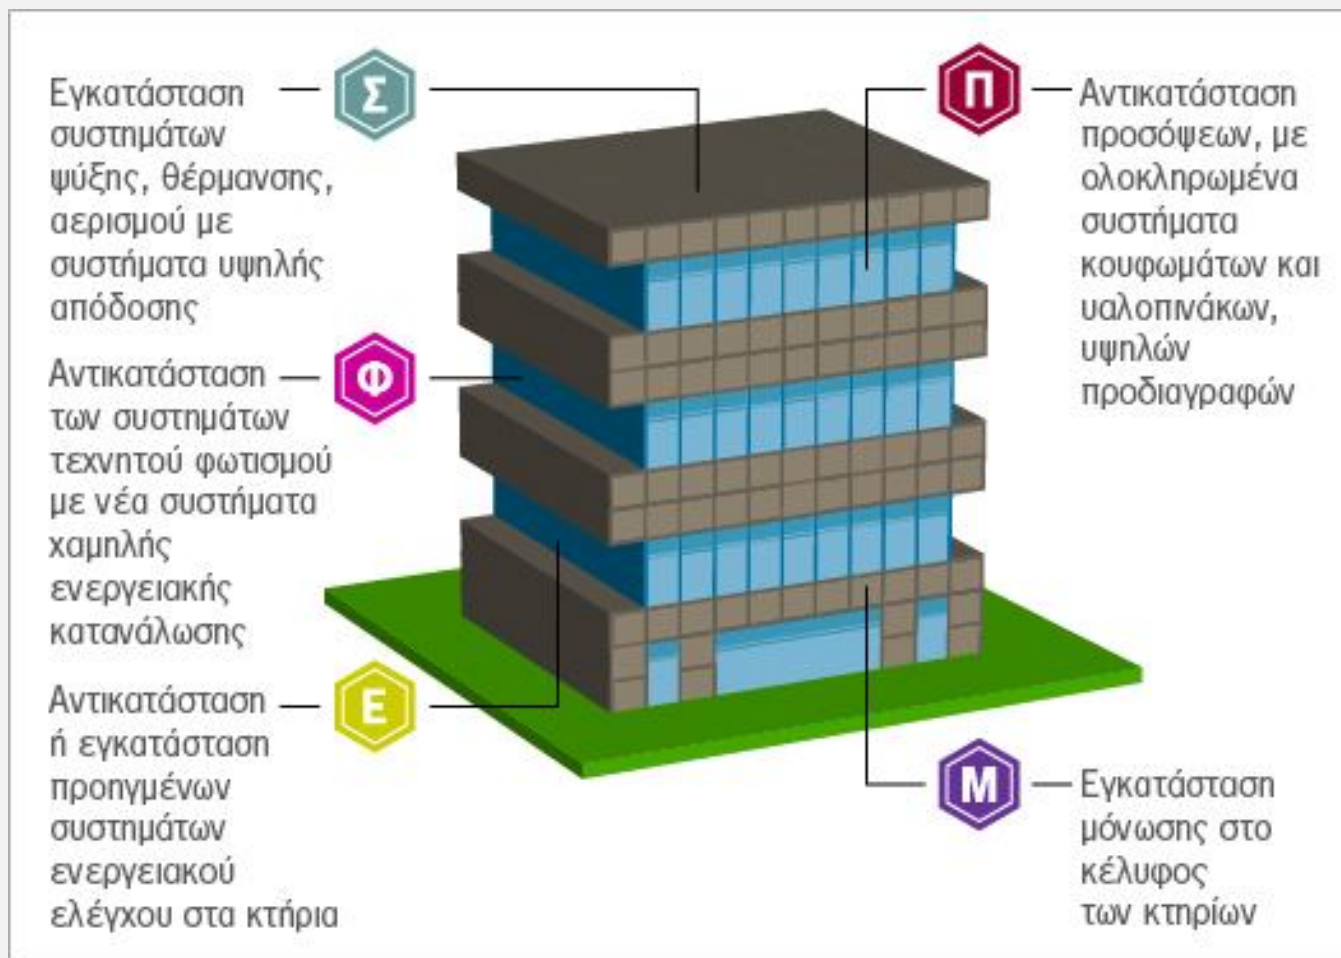 Σ
Εγκατάσταση
συστημάτων
ψύξης, θέρμανσης,
αερισμού με
συστήματα υψηλής
απόδοσης
Φ
Αντικατάσταση
των συστημάτων
τεχνητού φωτισμού
με νέα συστήματα
χαμηλής
ενεργειακής
κατανάλωσης
Ε
Αντικατάσταση
ή εγκατάσταση
προηγμένων
συστημάτων
ενεργειακού
ελέγχου στα κτήρια
Π
Αντικατάσταση
προσόψεων, με
ολοκληρωμένα
συστήματα
κουφωμάτων και
υαλοπινάκων,
υψηλών
προδιαγραφών
Μ
Εγκατάσταση
μόνωσης στο
κέλυφος
των κτηρίων